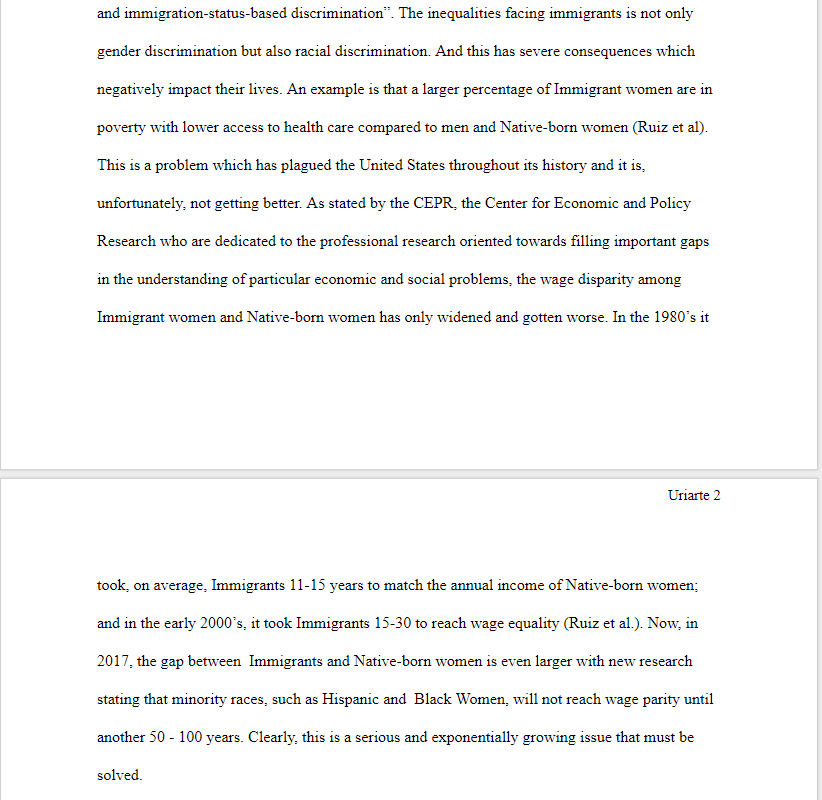 and immigration-status-based discrimination”. The inequalities facing immigrants is not only
gender discrimination but also racial discrimination. And this has severe consequences which
negatively impact their lives. An example is that a larger percentage of Immigrant women are in
poverty with lower access to health care compared to men and Native-born women (Ruiz et al).
This is a problem which has plagued the United States throughout its history and it is,
unfortunately, not getting better. As stated by the CEPR, the Center for Economic and Policy
Research who are dedicated to the professional research oriented towards filling important gaps
in the understanding of particular economic and social problems, the wage disparity among
Immigrant women and Native-born women has only widened and gotten worse. In the 1980’s it
Uriarte 2
took, on average, Immigrants 11-15 years to match the annual income of Native-born women;
and in the early 2000’s, it took Immigrants 15-30 to reach wage equality (Ruiz et al.). Now, in
2017, the gap between  Immigrants and Native-born women is even larger with new research
stating that minority races, such as Hispanic and  Black Women, will not reach wage parity until
another 50 - 100 years. Clearly, this is a serious and exponentially growing issue that must be
solved.